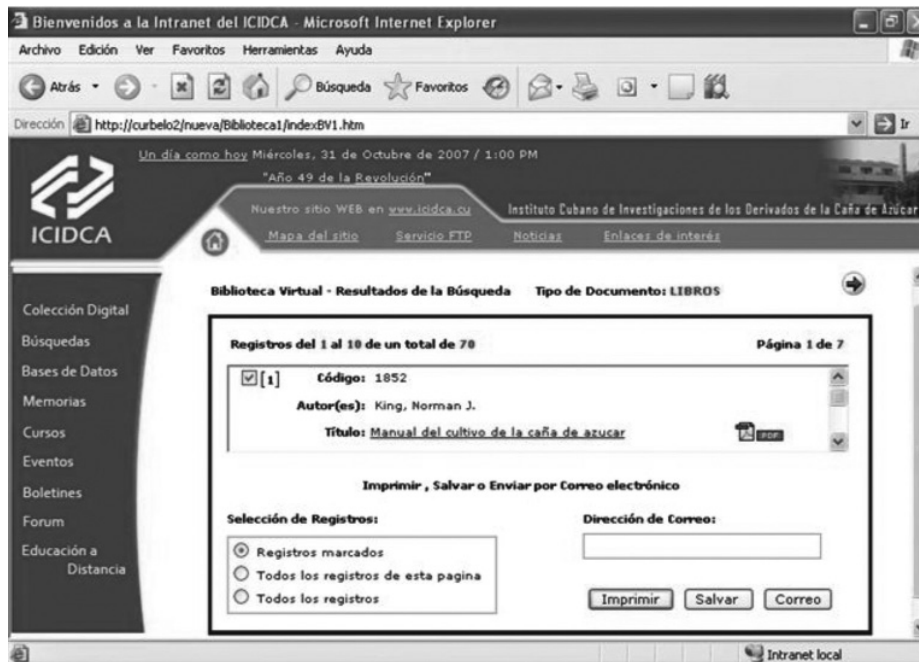 Bienvenidos a la Intranet del ICIDCA - Microsoft Internet Explorer
Archivo Edición Ver Favoritos Herramientas Ayuda
Atrás Búsqueda Favoritos
Dirección http://curbelo2/nueva/Biblioteca1/indexBV1.htm Ir
Un día como hoy Miércoles, 31 de Octubre de 2007 / 1:00 PM
"Año 49 de la Revolución"
Nuestro sitio WEB en www.icidca.cu Instituto Cubano de Investigaciones de los Derivados de la Caña de Azúcar
ICIDCA
Mapa del sitio Servicio FTP Noticias Enlaces de interés
Biblioteca Virtual - Resultados de la Búsqueda Tipo de Documento: LIBROS
Colección Digital
Búsquedas
Bases de Datos
Memorias
Cursos
Eventos
Boletines
Forum
Educación a
Distancia
Registros del 1 al 10 de un total de 70 Página 1 de 7
[1] Código: 1852
Autor(es): King, Norman J.
Título: Manual del cultivo de la caña de azucar PDF
Imprimir , Salvar o Enviar por Correo electrónico
Selección de Registros: Dirección de Correo:
Registros marcados
Todos los registros de esta pagina
Todos los registros
Imprimir Salvar Correo
Intranet local